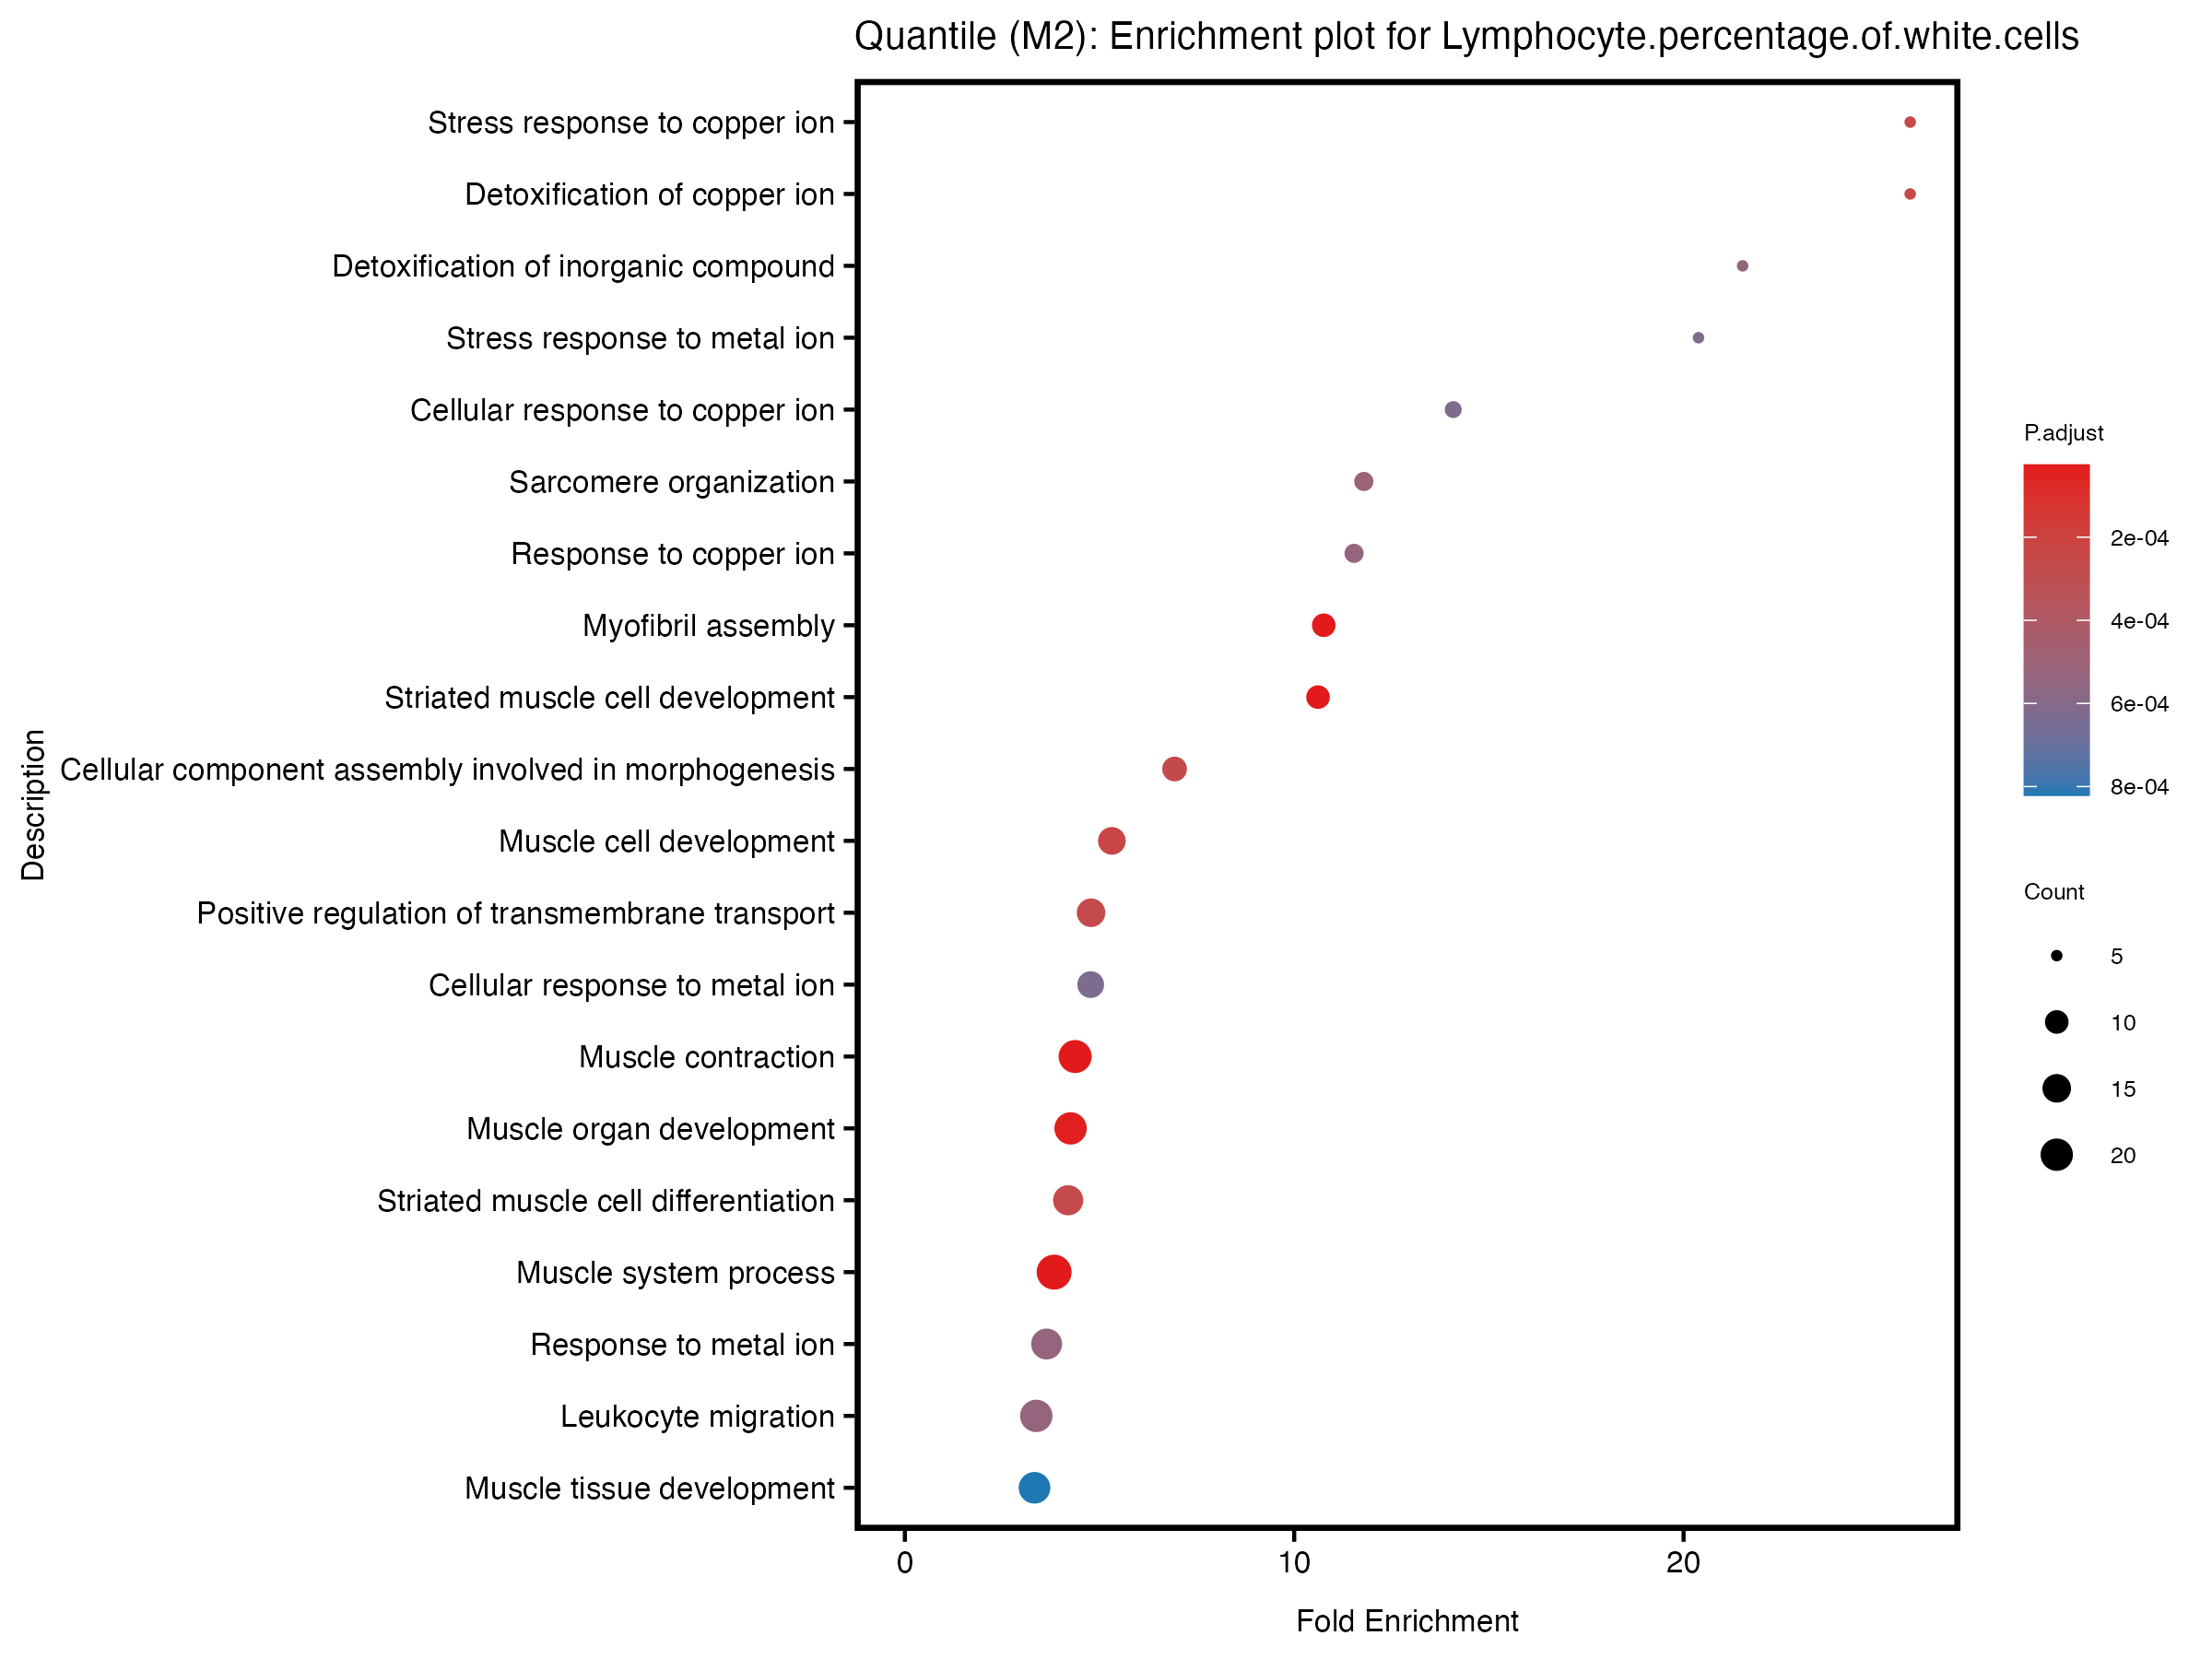 Quantile (M2): Enrichment plot for Lymphocyte.percentage.of.white.cells
Stress response to copper ion
Detoxification of copper ion
Detoxification of inorganic compound
Stress response to metal ion
Cellular response to copper ion
Sarcomere organization
Response to copper ion
Myofibril assembly
Striated muscle cell development
Cellular component assembly involved in morphogenesis
Muscle cell development
Positive regulation of transmembrane transport
Cellular response to metal ion
Muscle contraction
Muscle organ development
Striated muscle cell differentiation
Muscle system process
Response to metal ion
Leukocyte migration
Muscle tissue development
Description
0 10 20
Fold Enrichment
P.adjust
2e-04
4e-04
6e-04
8e-04
Count
5
10
15
20